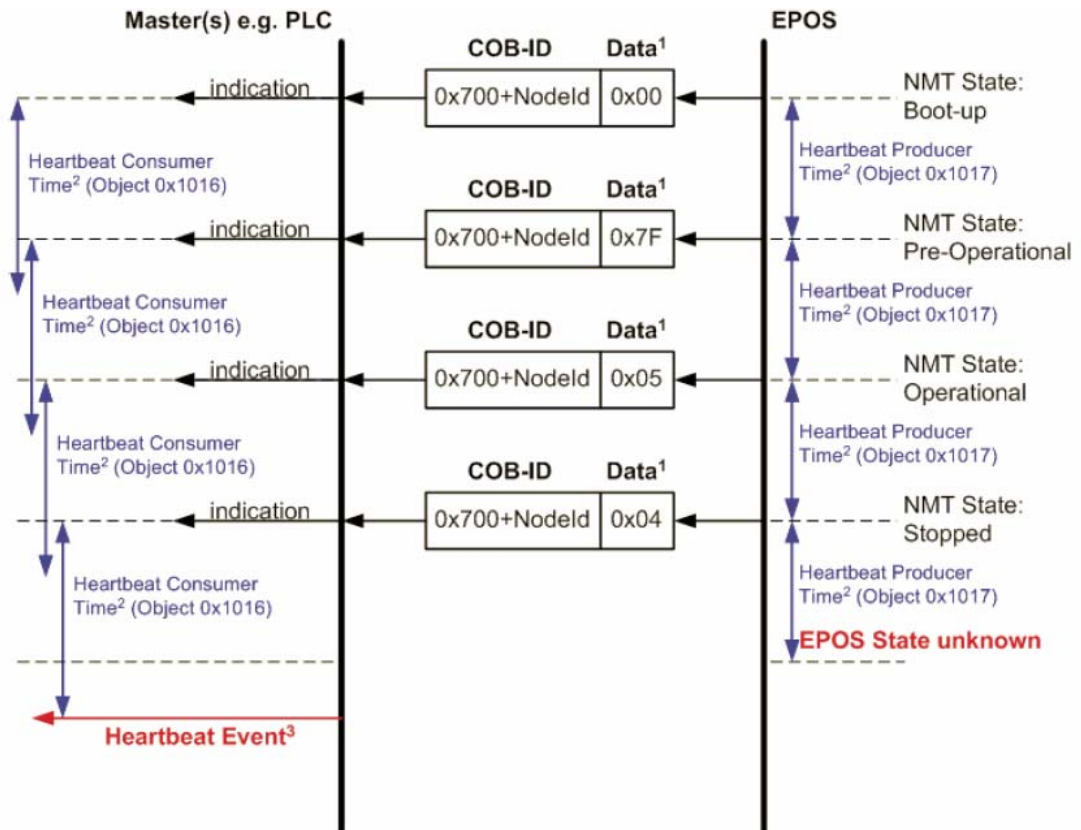 Master(s) e.g. PLC
EPOS
COB-ID Data¹
indication
0x700+NodeId 0x00
NMT State:
Boot-up
Heartbeat Consumer
Time² (Object 0x1016)
Heartbeat Producer
Time² (Object 0x1017)
COB-ID Data¹
indication
0x700+NodeId 0x7F
NMT State:
Pre-Operational
Heartbeat Consumer
Time² (Object 0x1016)
Heartbeat Producer
Time² (Object 0x1017)
COB-ID Data¹
indication
0x700+NodeId 0x05
NMT State:
Operational
Heartbeat Consumer
Time² (Object 0x1016)
Heartbeat Producer
Time² (Object 0x1017)
COB-ID Data¹
indication
0x700+NodeId 0x04
NMT State:
Stopped
Heartbeat Consumer
Time² (Object 0x1016)
Heartbeat Producer
Time² (Object 0x1017)
EPOS State unknown
Heartbeat Event³